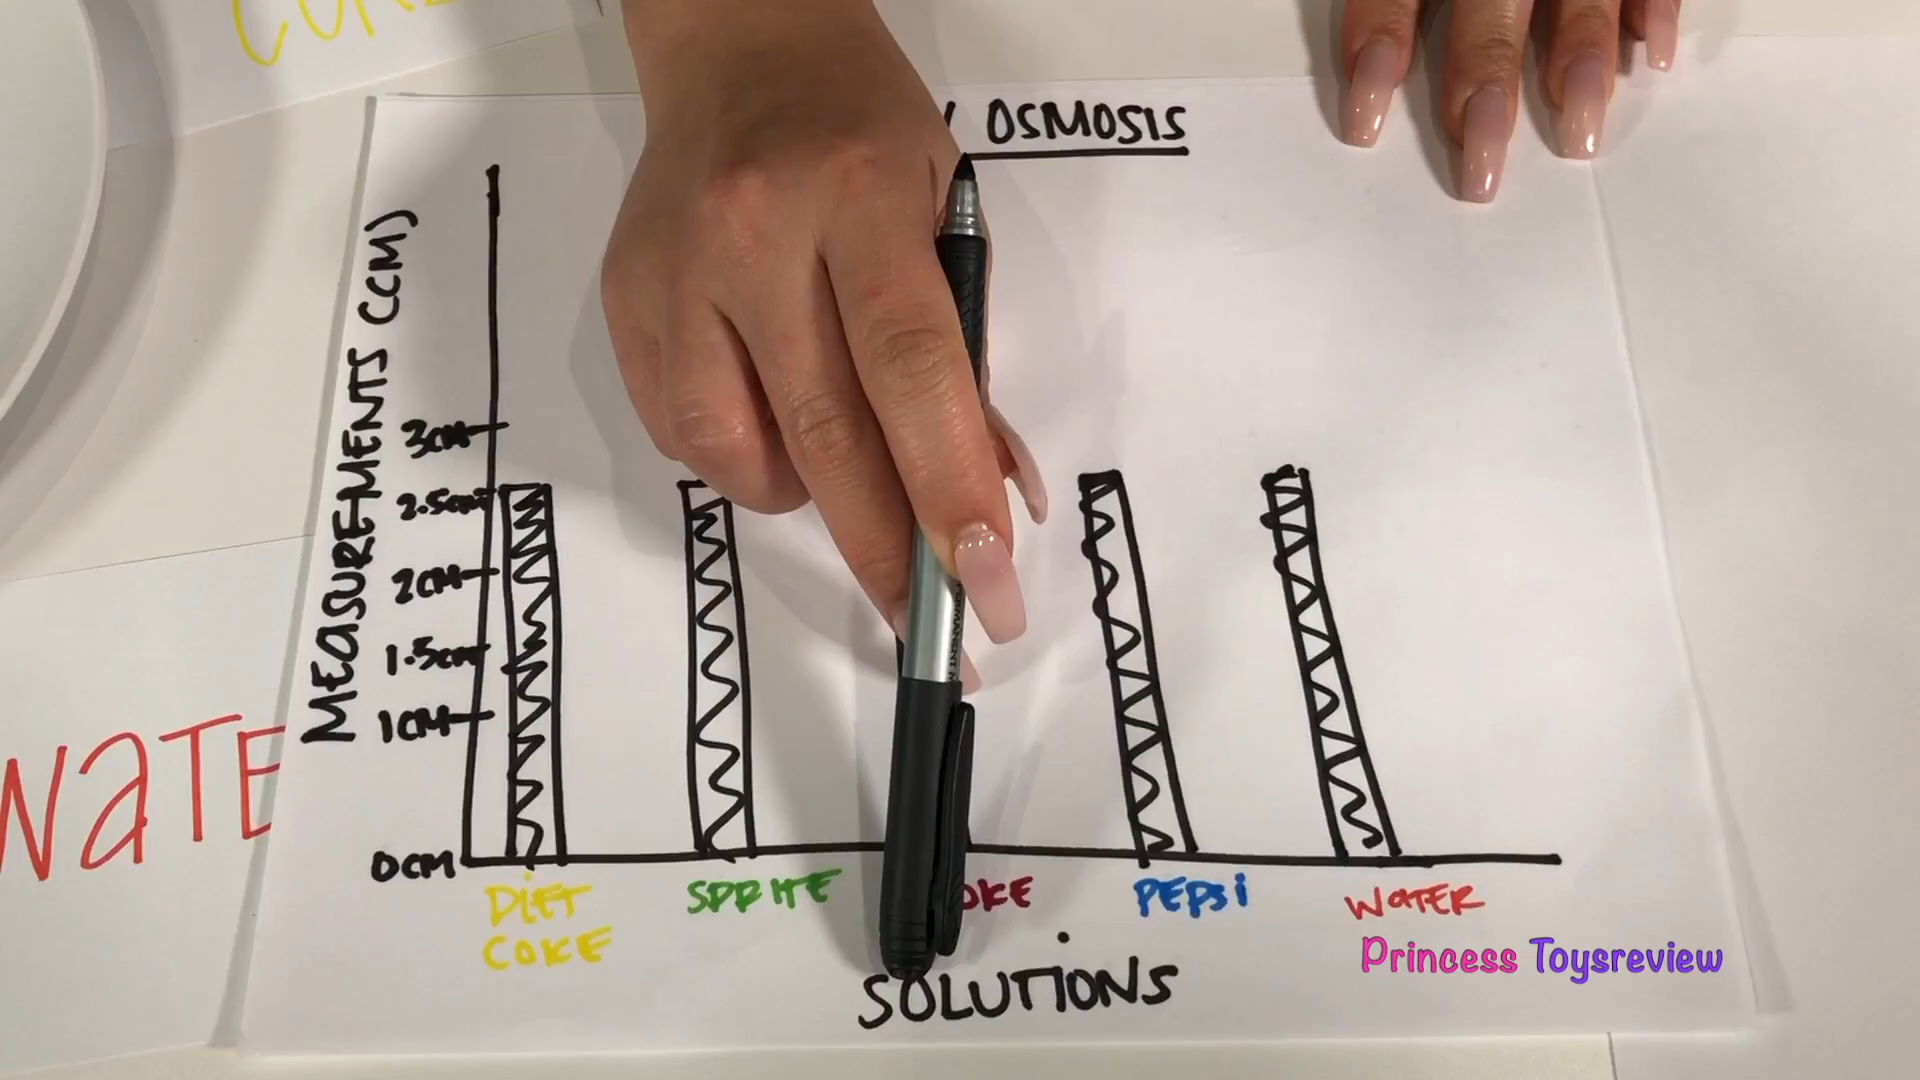 OSMOSIS
MEASUREMENTS (CM)
3CM
2.5CM
2CM
1.5CM
1CM
0CM
DIET
COKE
SPRITE
OKE
PEPSI
WATER
SOLUTIONS
WATE
Princess Toysreview